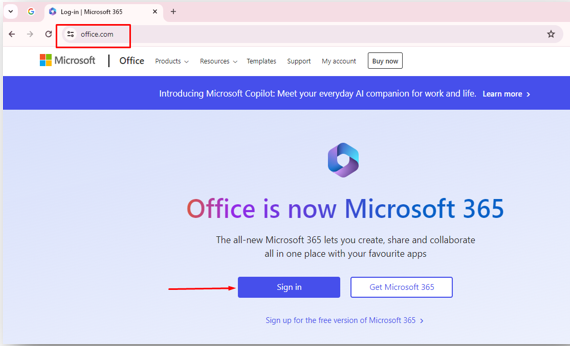 Log-in | Microsoft 365
office.com
Microsoft | Office Products Resources Templates Support My account Buy now
Introducing Microsoft Copilot: Meet your everyday AI companion for work and life. Learn more >
Office is now Microsoft 365
The all-new Microsoft 365 lets you create, share and collaborate
all in one place with your favourite apps
Sign in Get Microsoft 365
Sign up for the free version of Microsoft 365 >